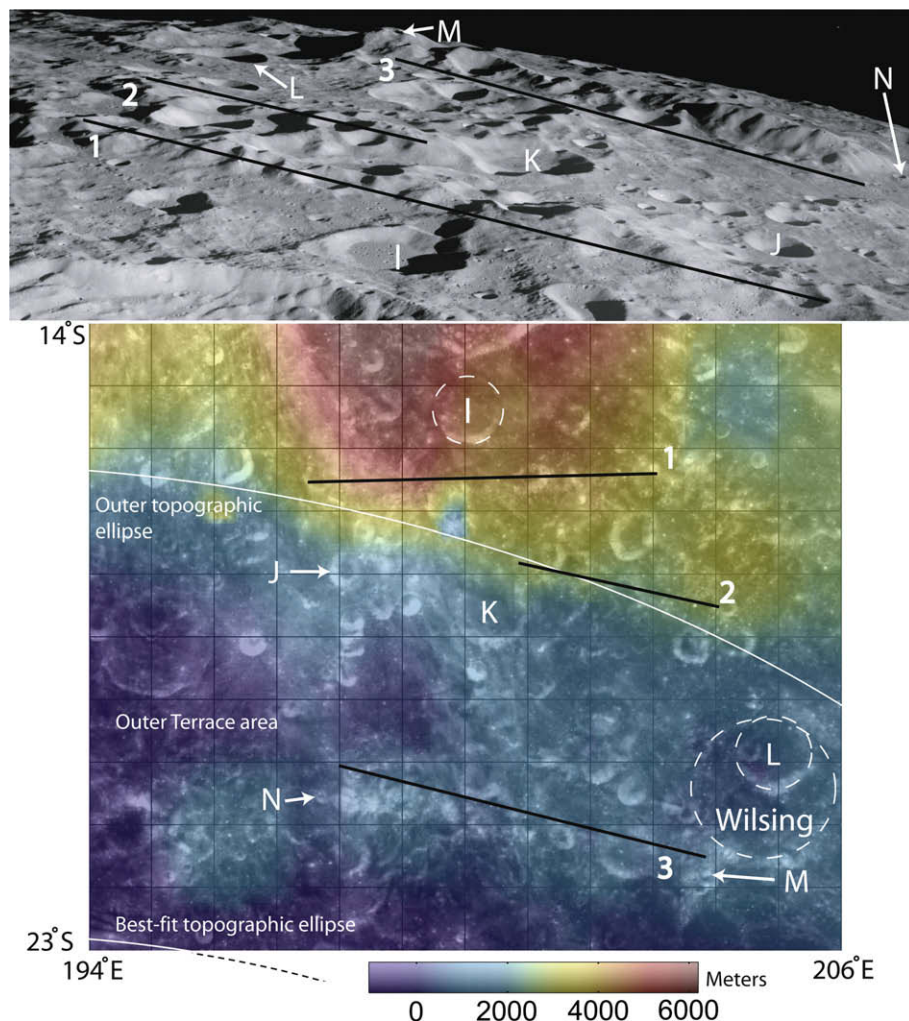 M
3
N
L
2
1
K
J
I
14°S
I
1
Outer topographic
ellipse
J
2
K
Outer Terrace area
L
N
Wilsing
3
M
Best-fit topographic ellipse
23°S
194°E
206°E
Meters
0
2000
4000
6000